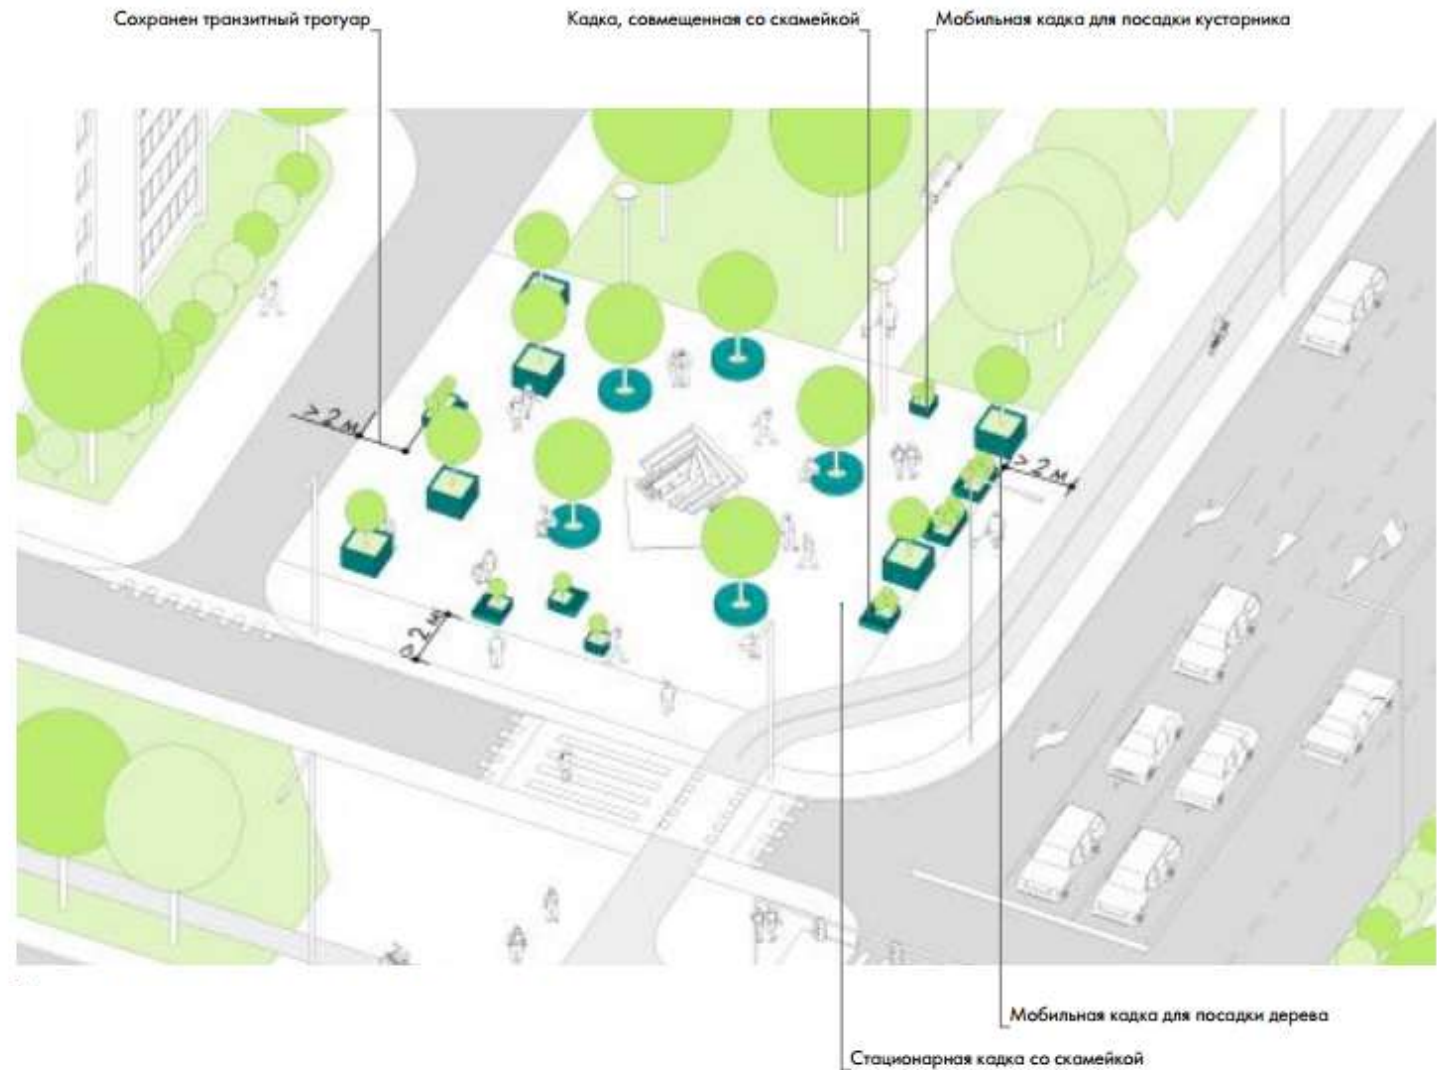 Сохранен транзитный тротуар
Кадка, совмещенная со скамейкой
Мобильная кадка для посадки кустарника
> 2 м
> 2 м
2 м
Мобильная кадка для посадки дерева
Стационарная кадка со скамейкой